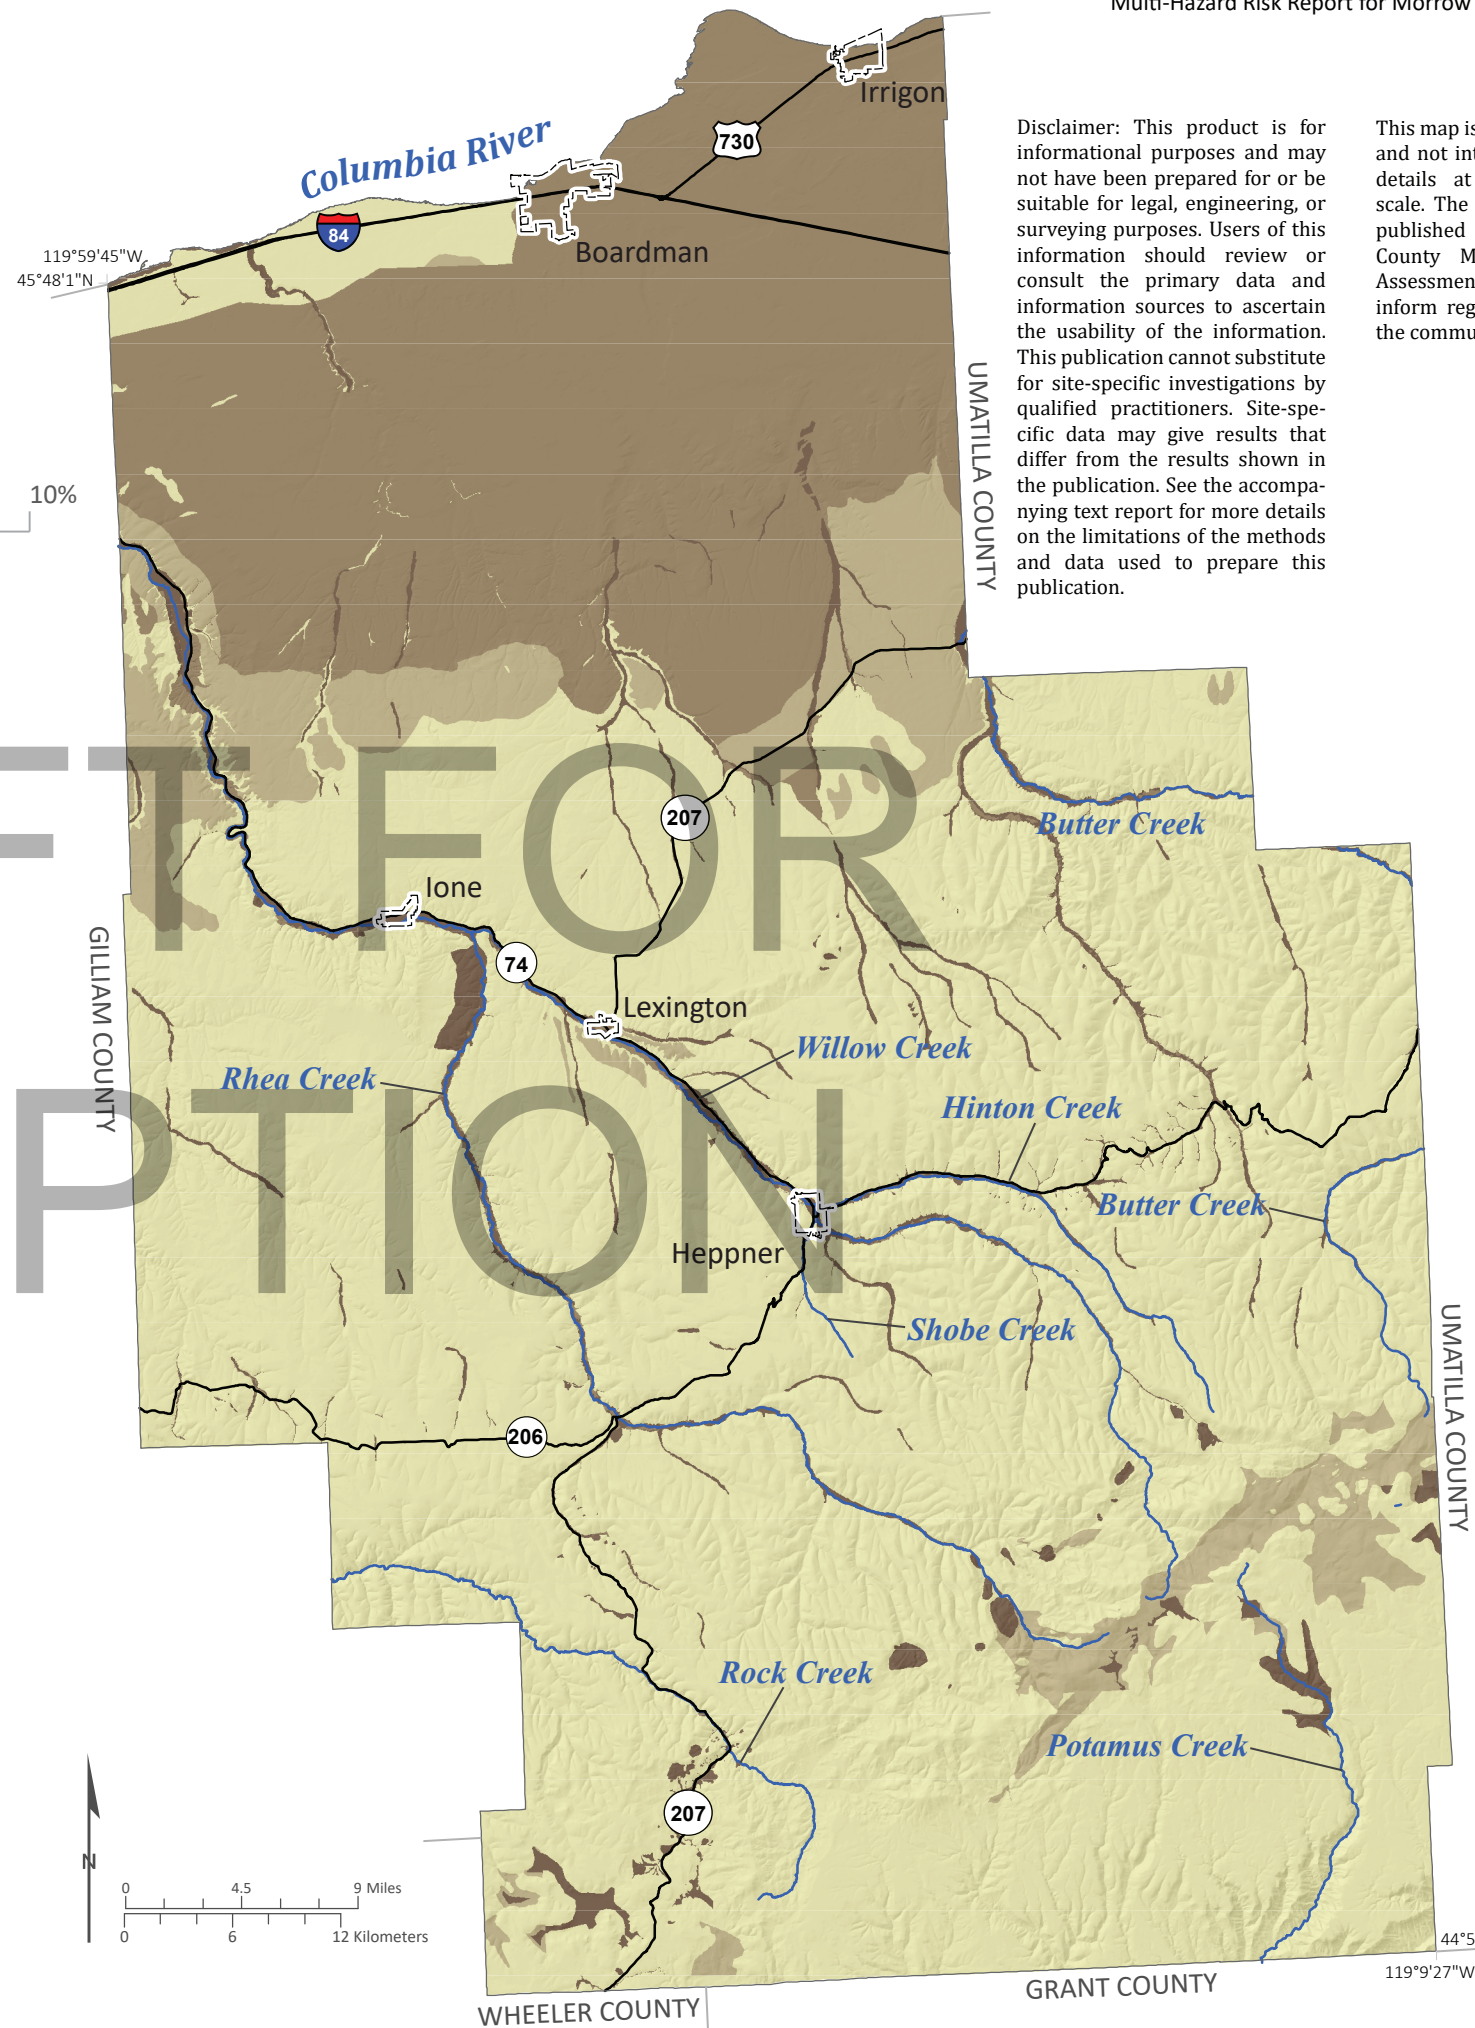 Multi-Hazard Risk Report for Morrow
Irrigon
730
Columbia River
84
Boardman
119°59'45"W
45°48'1"N
Disclaimer: This product is for
informational purposes and may
not have been prepared for or be
suitable for legal, engineering, or
surveying purposes. Users of this
information should review or
consult the primary data and
information sources to ascertain
the usability of the information.
This publication cannot substitute
for site-specific investigations by
qualified practitioners. Site-spe-
cific data may give results that
differ from the results shown in
the publication. See the accompa-
nying text report for more details
on the limitations of the methods
and data used to prepare this
publication.
This map is
and not int
details at
scale. The
published
County M
Assessmen
inform reg
the commu
UMATILLA COUNTY
10%
FT FOR
207
Butter Creek
Ione
74
GILLIAM COUNTY
Lexington
Willow Creek
Rhea Creek
Hinton Creek
PTION
Butter Creek
Heppner
Shobe Creek
UMATILLA COUNTY
206
Rock Creek
Potamus Creek
207
N
0 4.5 9 Miles
0 6 12 Kilometers
44°5
119°9'27"W
GRANT COUNTY
WHEELER COUNTY